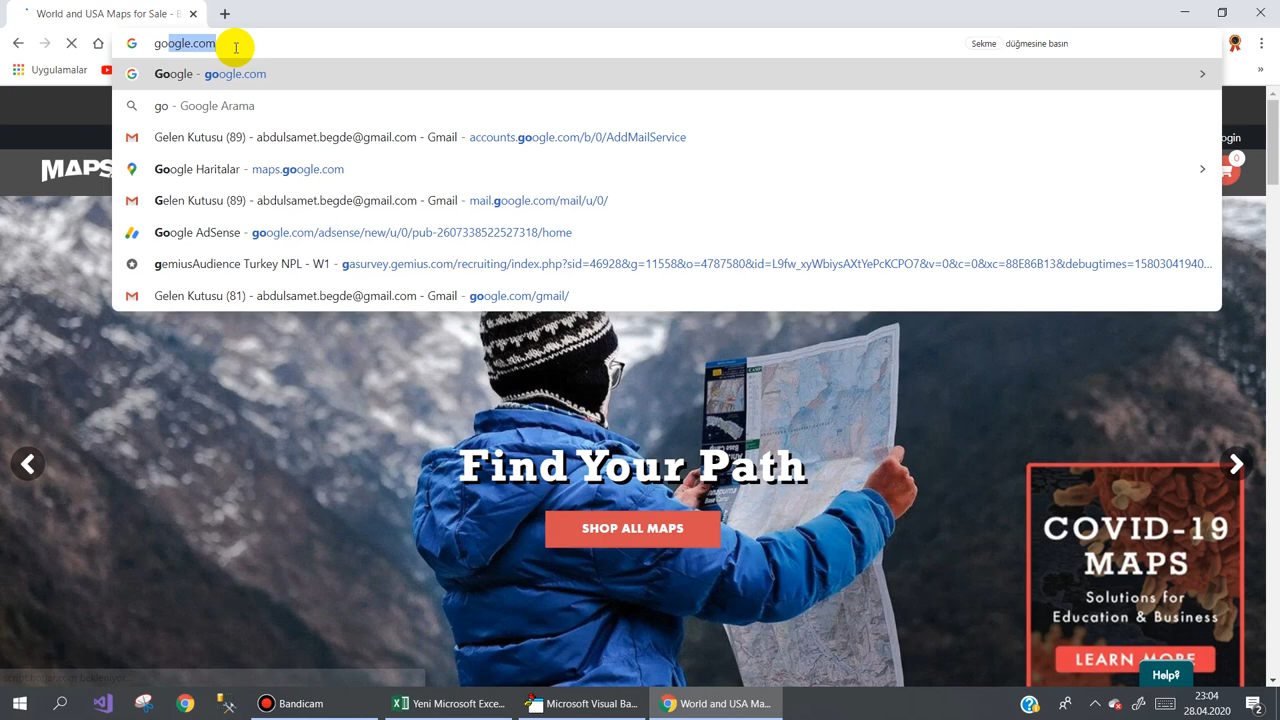 World and USA Maps for Sale - B
google.com
Sekme düğmesine basın
Uygulamalar
Google - google.com
go - Google Arama
Gelen Kutusu (89) - abdulsamet.begde@gmail.com - Gmail - accounts.google.com/b/0/AddMailService
Google Haritalar - maps.google.com
Gelen Kutusu (89) - abdulsamet.begde@gmail.com - Gmail - mail.google.com/mail/u/0/
Google AdSense - google.com/adsense/new/u/0/pub-2607338522527318/home
gemiusAudience Turkey NPL - W1 - gasurvey.gemius.com/recruiting/index.php?sid=46928&g=11558&o=4787580&id=L9fw_xyWbiysAXtYePcKCPO7&v=0&c=0&xc=88E86B13&debugtimes=15803041940...
Gelen Kutusu (81) - abdulsamet.begde@gmail.com - Gmail - google.com/gmail/
ogin
0
MAPS
Find Your Path
SHOP ALL MAPS
COVID-19
MAPS
Solutions for
Education & Business
LEARN MORE
Help?
Bandicam
Yeni Microsoft Exce...
Microsoft Visual Ba...
World and USA Ma...
23:04
28.04.2020
2